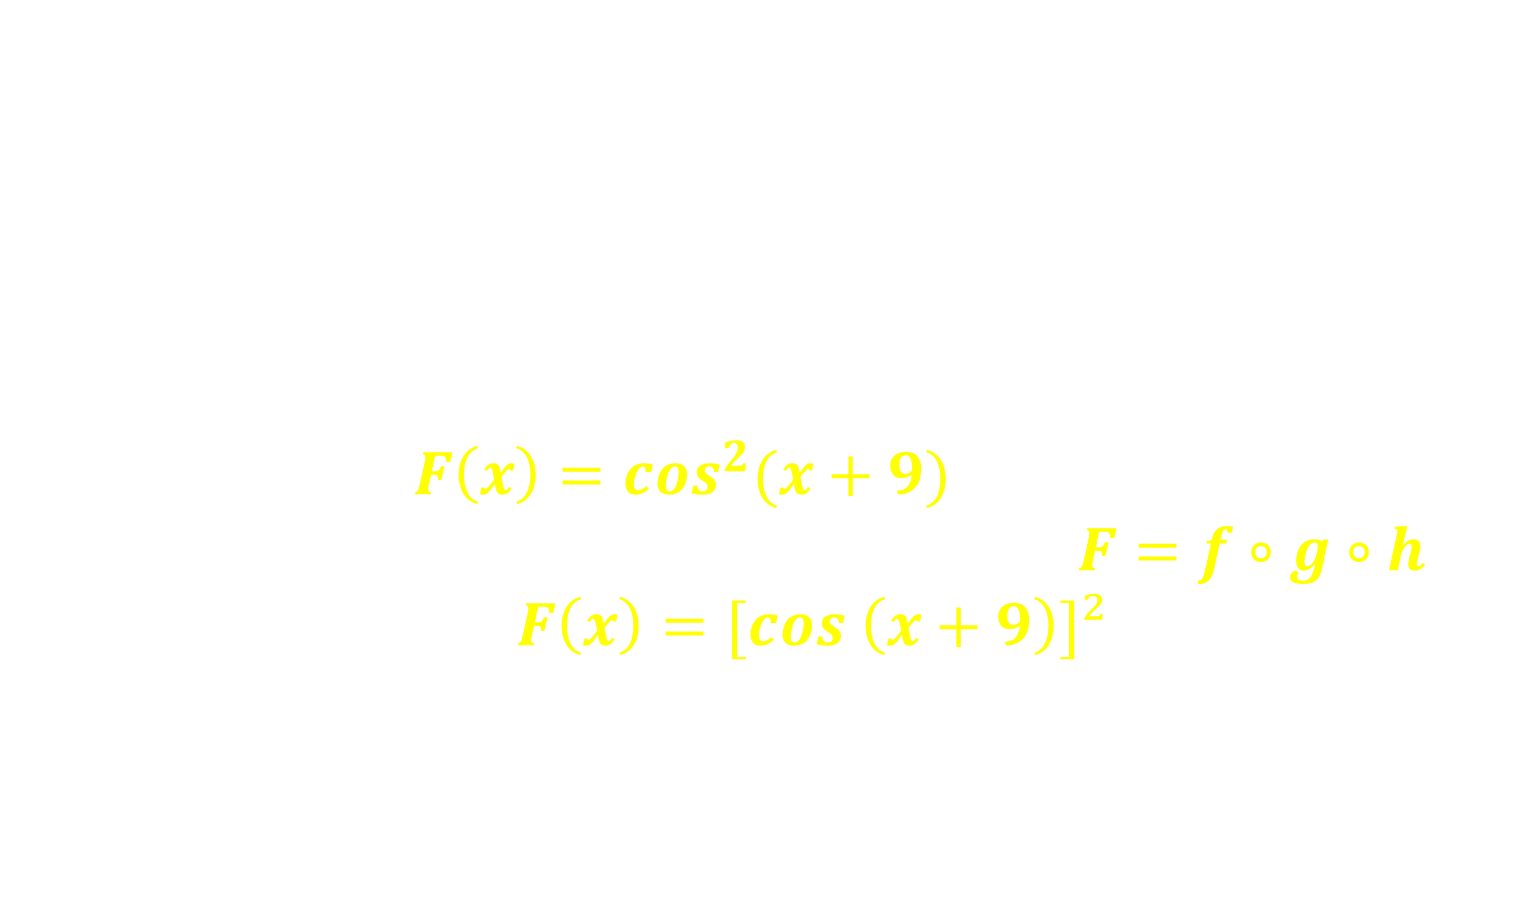 F(x) = cos²(x + 9)
F = f ∘ g ∘ h
F(x) = [cos (x + 9)]²